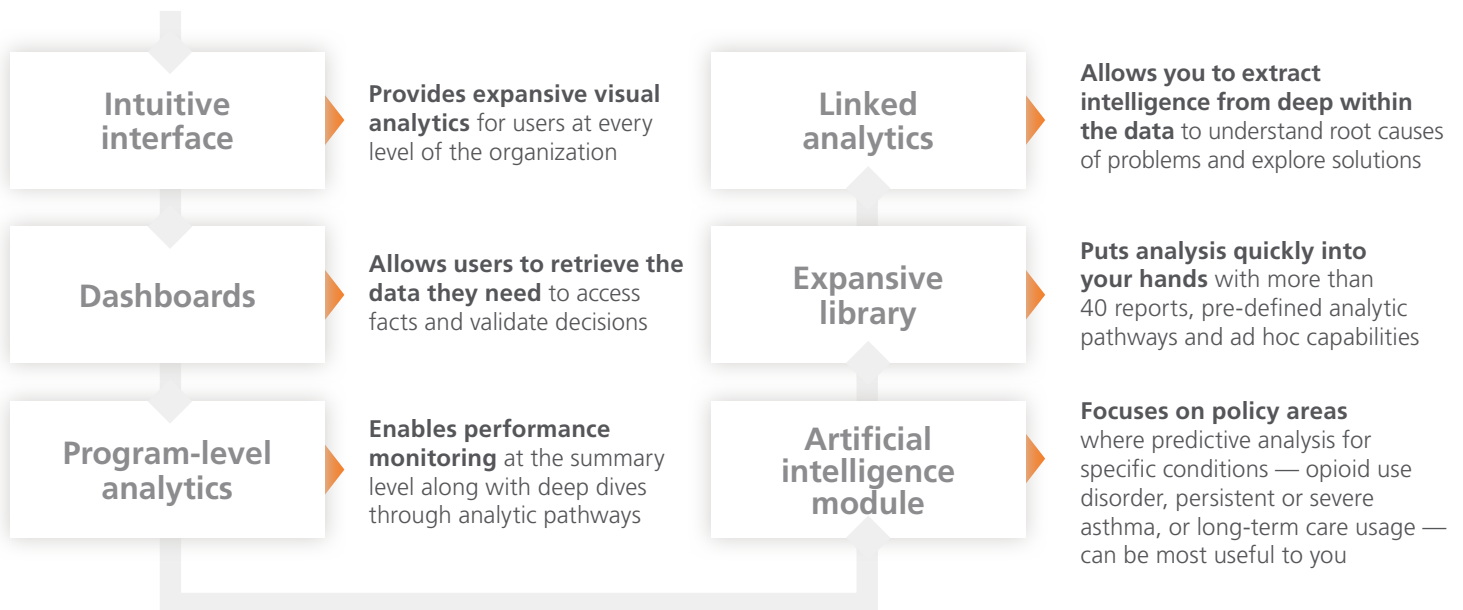 Intuitive
interface
Provides expansive visual
analytics for users at every
level of the organization
Dashboards
Allows users to retrieve the
data they need to access
facts and validate decisions
Program-level
analytics
Enables performance
monitoring at the summary
level along with deep dives
through analytic pathways
Linked
analytics
Allows you to extract
intelligence from deep within
the data to understand root causes
of problems and explore solutions
Expansive
library
Puts analysis quickly into
your hands with more than
40 reports, pre-defined analytic
pathways and ad hoc capabilities
Artificial
intelligence
module
Focuses on policy areas
where predictive analysis for
specific conditions — opioid use
disorder, persistent or severe
asthma, or long-term care usage —
can be most useful to you